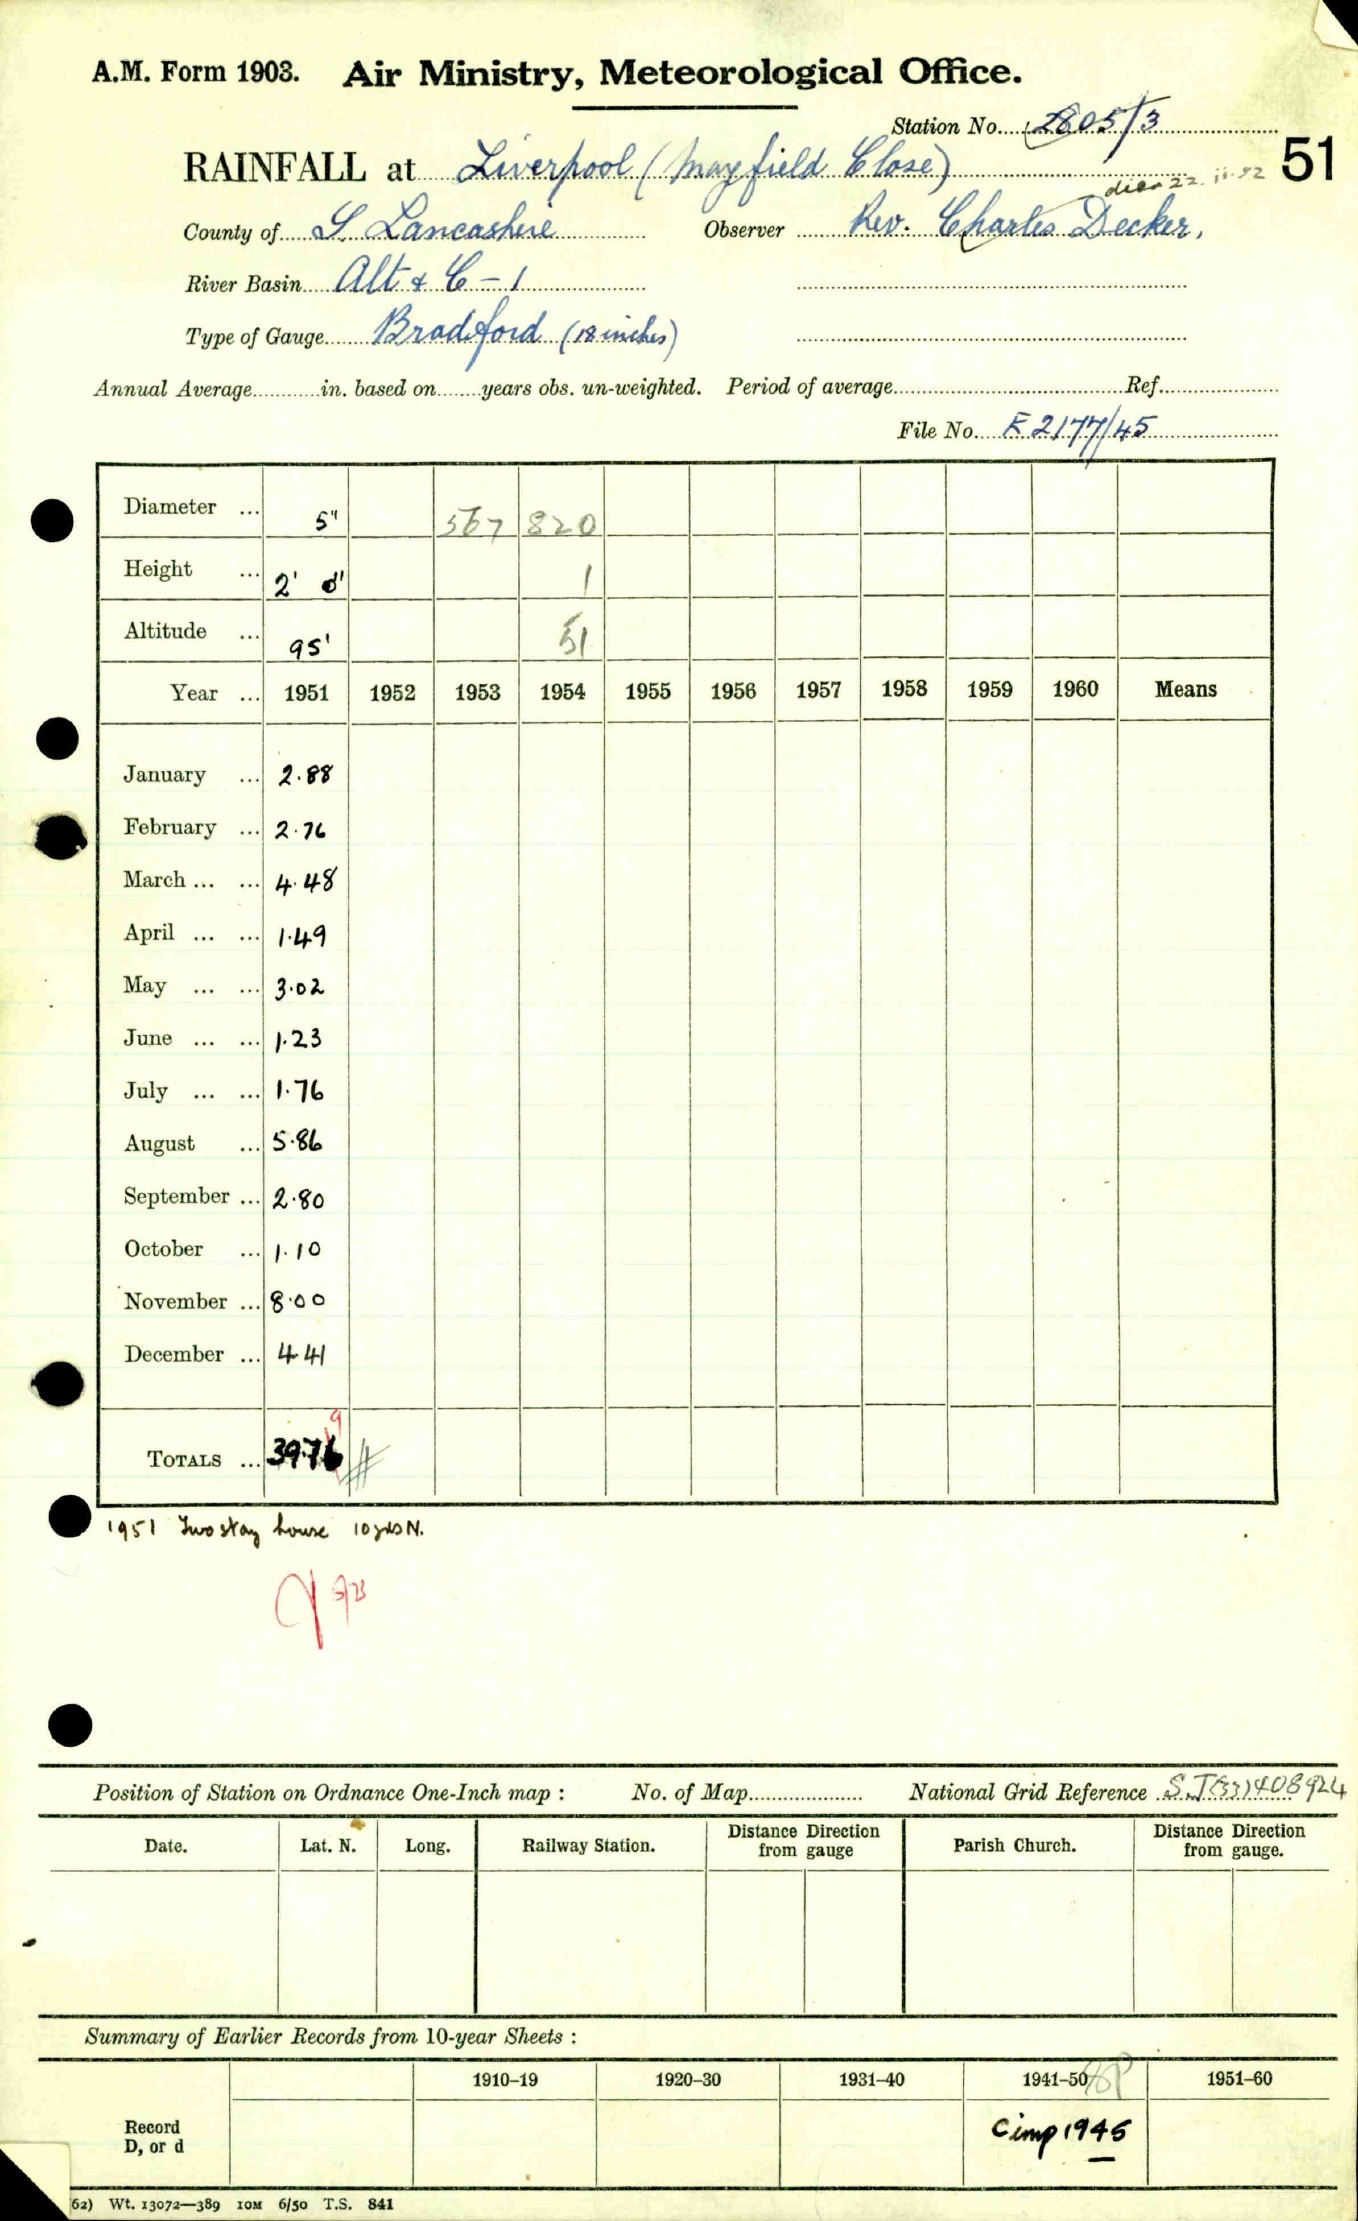 A.M. Form 1903. Air Ministry, Meteorological Office.
Station No. 2805/3
RAINFALL at Liverpool (Mayfield Close) 51
died 22.11.52
County of S. Lancashire Observer Rev. Charles Decker,
River Basin Alt & C - 1
Type of Gauge Bradford (18 inches)
Annual Average in. based on years obs. un-weighted. Period of average Ref.
File No. E2177/45
Diameter ... 5" 567 820
Height ... 2' 0" 1
Altitude ... 95' 51
Year ... 1951 1952 1953 1954 1955 1956 1957 1958 1959 1960 Means
January ... 2.88
February ... 2.76
March ... ... 4.48
April ... ... 1.49
May ... ... 3.02
June ... ... 1.23
July ... ... 1.76
August ... 5.86
September ... 2.80
October ... 1.10
November ... 8.00
December ... 4.41
9
TOTALS ... 39.76
1951 Two story house 10 yds N.
Position of Station on Ordnance One-Inch map : No. of Map National Grid Reference SJ(33)408924
Date. Lat. N. Long. Railway Station. Distance from gauge Direction Parish Church. Distance from gauge. Direction
Summary of Earlier Records from 10-year Sheets :
1910–19 1920–30 1931–40 1941–50 1951–60
Record D, or d C imp 1945
62) Wt. 13072—389 10M 6/50 T.S. 841